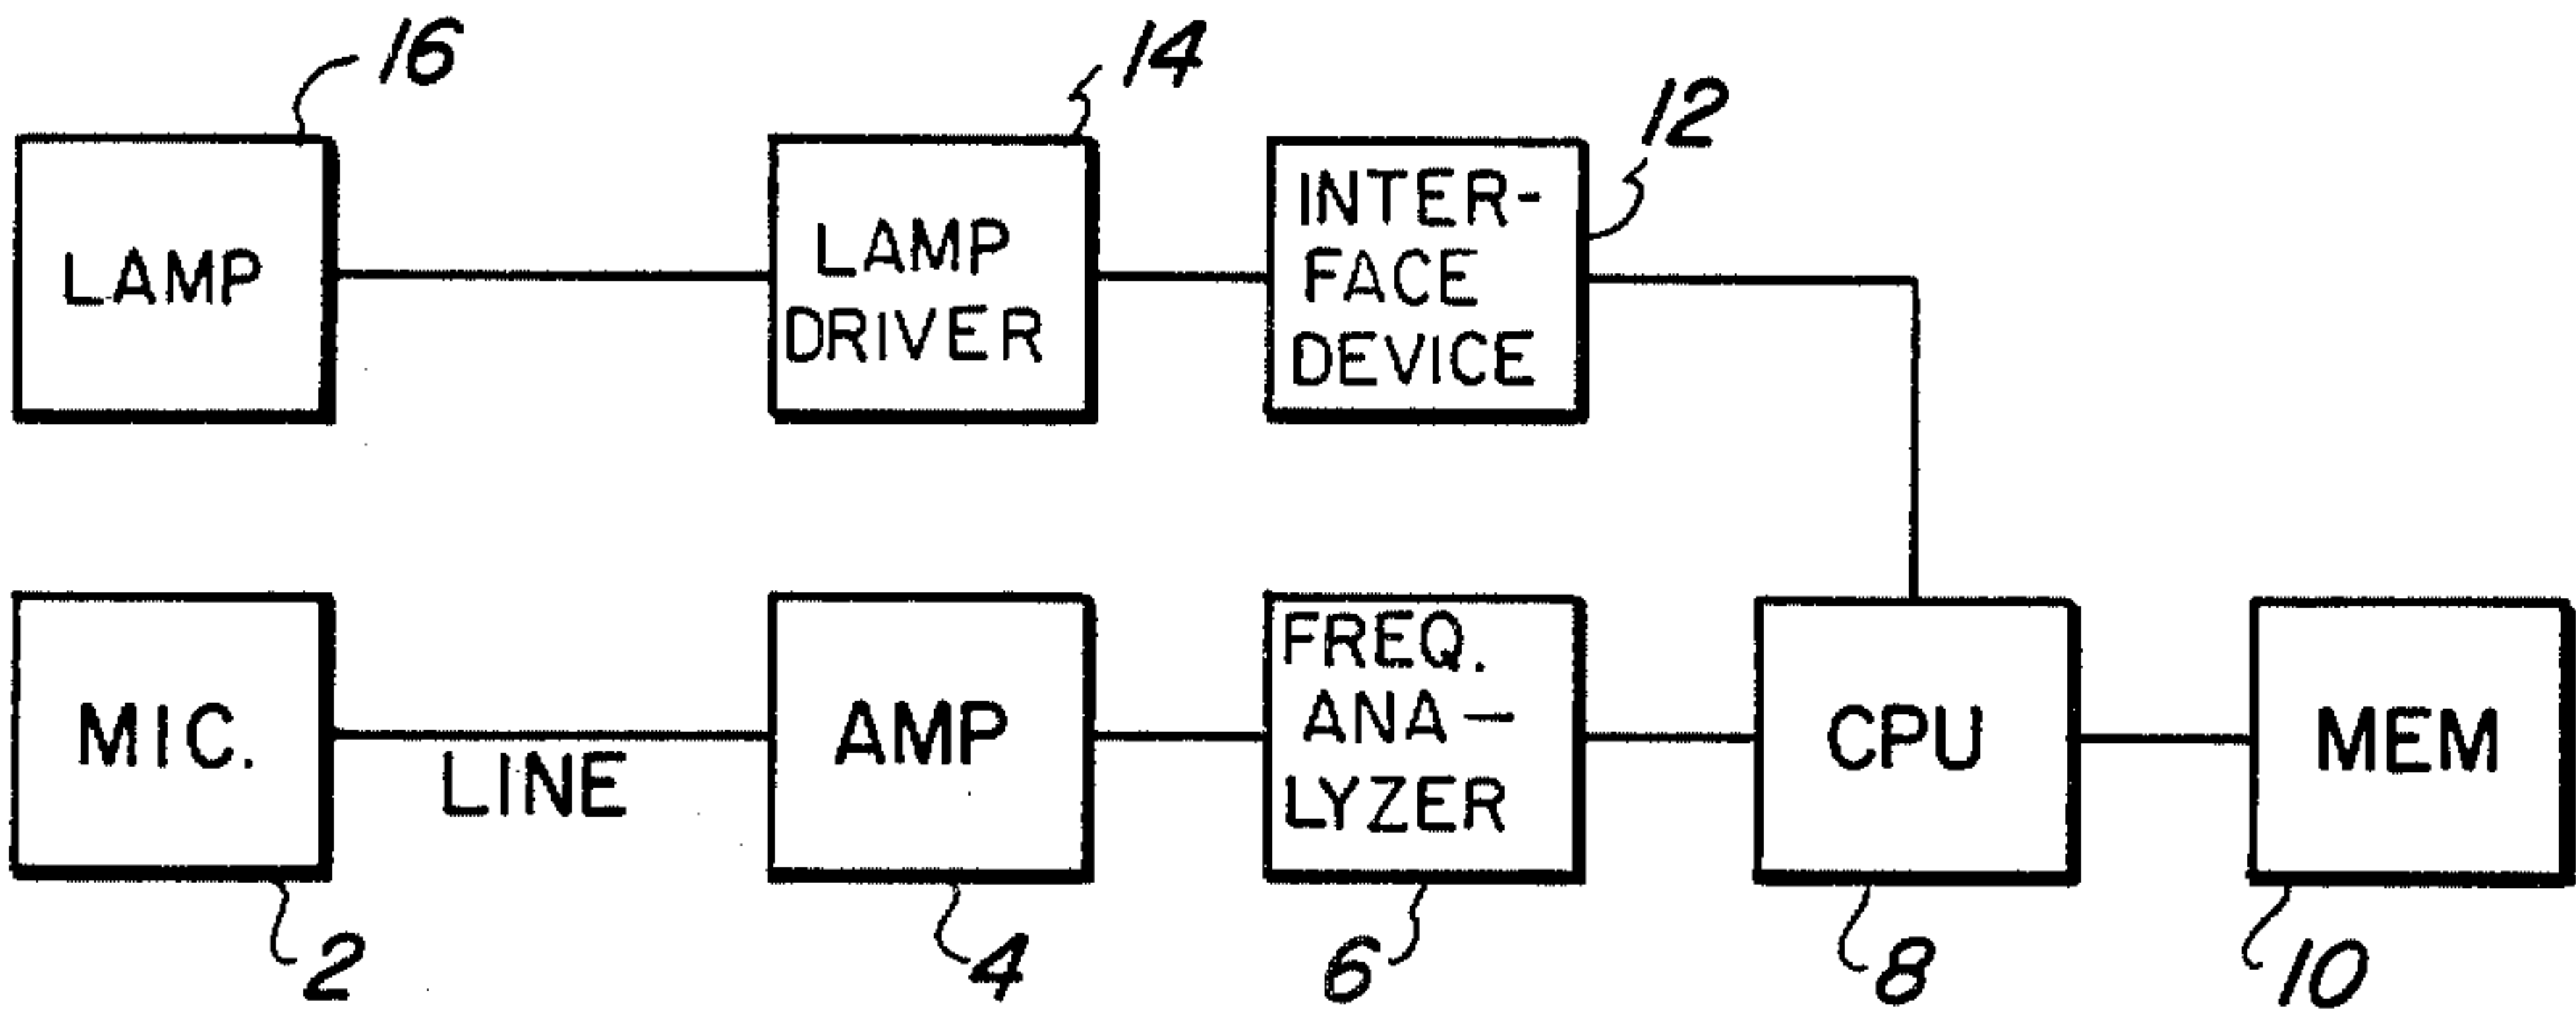 16
14
12
LAMP
LAMP
DRIVER
INTER-
FACE
DEVICE
MIC.
LINE
AMP
FREQ.
ANA-
LYZER
CPU
MEM
2
4
6
8
10